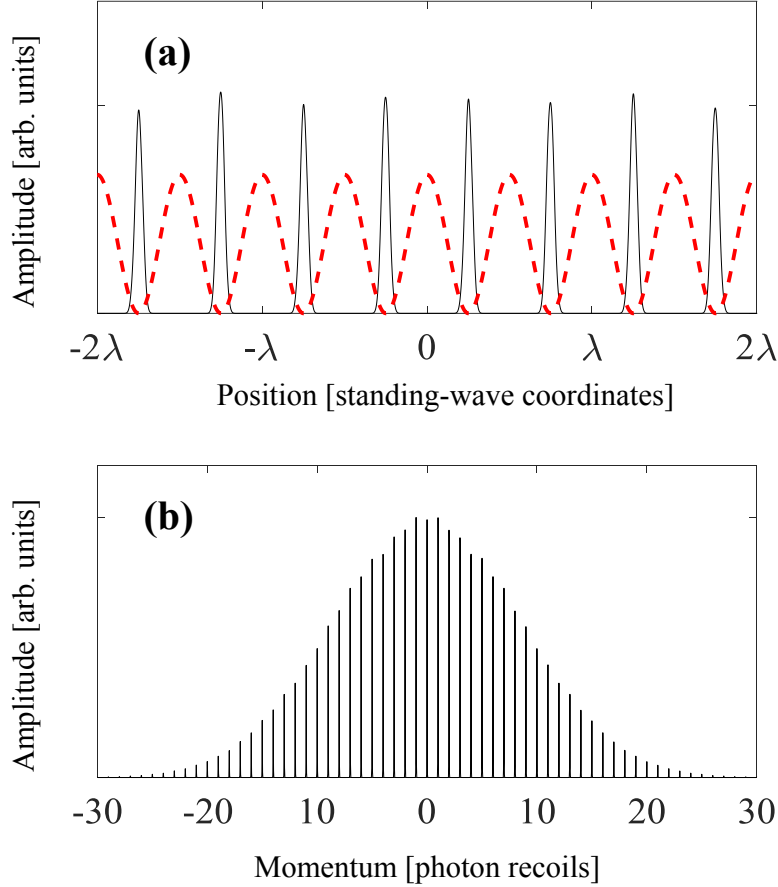 (a)
Amplitude [arb. units]
-2λ -λ 0 λ 2λ
Position [standing-wave coordinates]
(b)
Amplitude [arb. units]
-30 -20 10 0 10 20 30
Momentum [photon recoils]